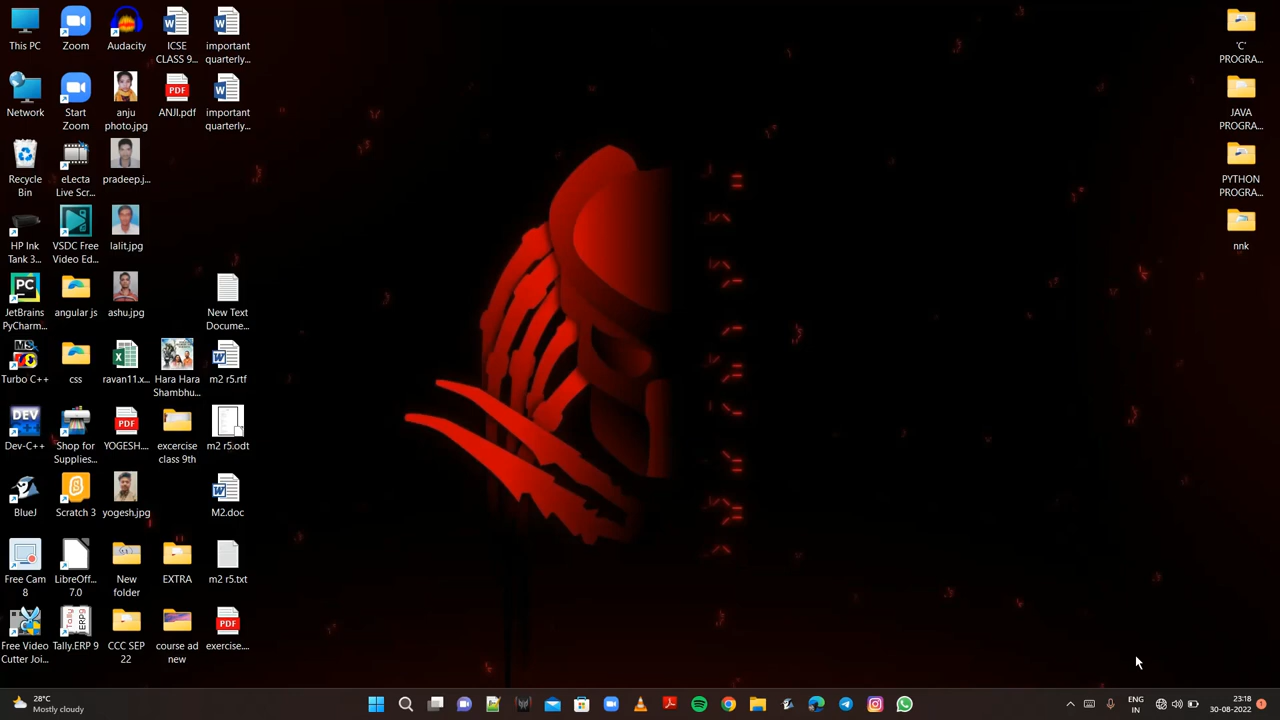 This PC
Zoom
Audacity
ICSE
CLASS 9...
important
quarterly...
'C'
PROGRA...
Network
Start
Zoom
anju
photo.jpg
ANJI.pdf
important
quarterly...
JAVA
PROGRA...
Recycle
Bin
eLecta
Live Scr...
pradeep.j...
PYTHON
PROGRA...
HP Ink
Tank 3...
VSDC Free
Video Ed...
lalit.jpg
nnk
JetBrains
PyCharm...
angular js
ashu.jpg
New Text
Docume...
Turbo C++
css
ravan11.x...
Hara Hara
Shambhu...
m2 r5.rtf
Dev-C++
Shop for
Supplies...
YOGESH....
excercise
class 9th
m2 r5.odt
BlueJ
Scratch 3
yogesh.jpg
M2.doc
Free Cam
8
LibreOff...
7.0
New
folder
EXTRA
m2 r5.txt
Free Video
Cutter Joi...
Tally.ERP 9
CCC SEP
22
course ad
new
exercise....
28°C
Mostly cloudy
ENG
IN
23:18
30-08-2022
1